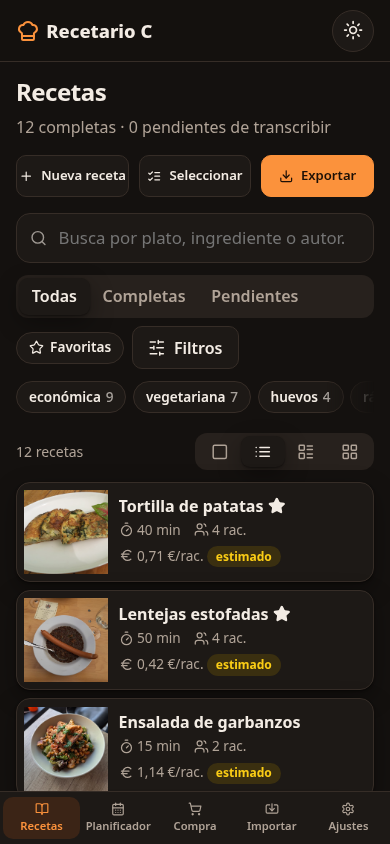 Recetario C
Recetas
12 completas · 0 pendientes de transcribir
Nueva receta
Seleccionar
Exportar
Busca por plato, ingrediente o autor.
Todas Completas Pendientes
Favoritas
Filtros
económica 9
vegetariana 7
huevos 4
12 recetas
Tortilla de patatas
40 min 4 rac.
0,71 €/rac. estimado
Lentejas estofadas
50 min 4 rac.
0,42 €/rac. estimado
Ensalada de garbanzos
15 min 2 rac.
1,14 €/rac. estimado
Recetas Planificador Compra Importar Ajustes